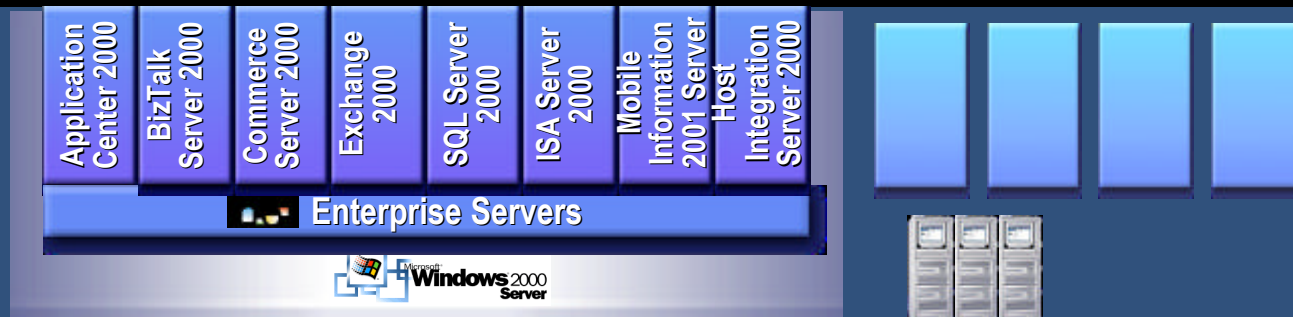 Application
Center 2000
BizTalk
Server 2000
Commerce
Server 2000
Exchange
2000
SQL Server
2000
ISA Server
2000
Mobile
Information
2001 Server
Host
Integration
Server 2000
Enterprise Servers
Microsoft
Windows 2000
Server